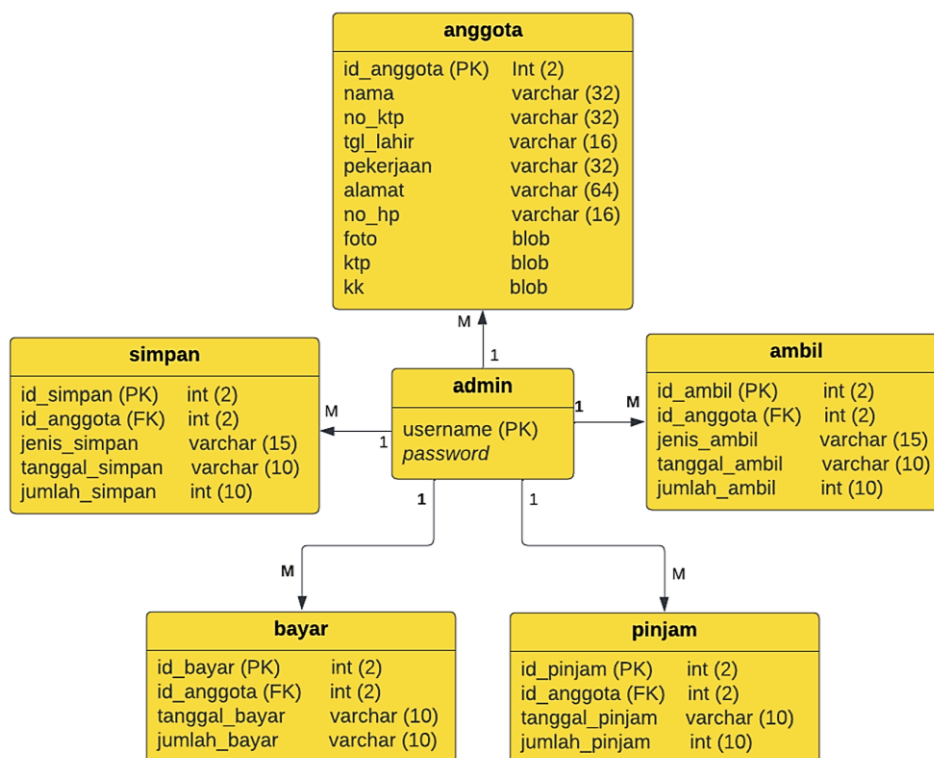 anggota
id_anggota (PK) Int (2)
nama varchar (32)
no_ktp varchar (32)
tgl_lahir varchar (16)
pekerjaan varchar (32)
alamat varchar (64)
no_hp varchar (16)
foto blob
ktp blob
kk blob
M
1
simpan
id_simpan (PK) int (2)
id_anggota (FK) int (2)
jenis_simpan varchar (15)
tanggal_simpan varchar (10)
jumlah_simpan int (10)
M
1
admin
username (PK)
password
1
M
ambil
id_ambil (PK) int (2)
id_anggota (FK) int (2)
jenis_ambil varchar (15)
tanggal_ambil varchar (10)
jumlah_ambil int (10)
1
M
1
M
bayar
id_bayar (PK) int (2)
id_anggota (FK) int (2)
tanggal_bayar varchar (10)
jumlah_bayar varchar (10)
pinjam
id_pinjam (PK) int (2)
id_anggota (FK) int (2)
tanggal_pinjam varchar (10)
jumlah_pinjam int (10)